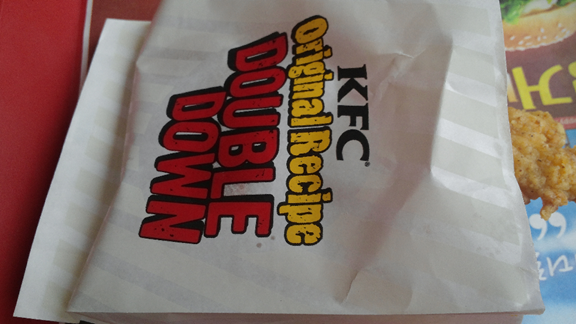 KFC
Original Recipe
DOUBLE
DOWN